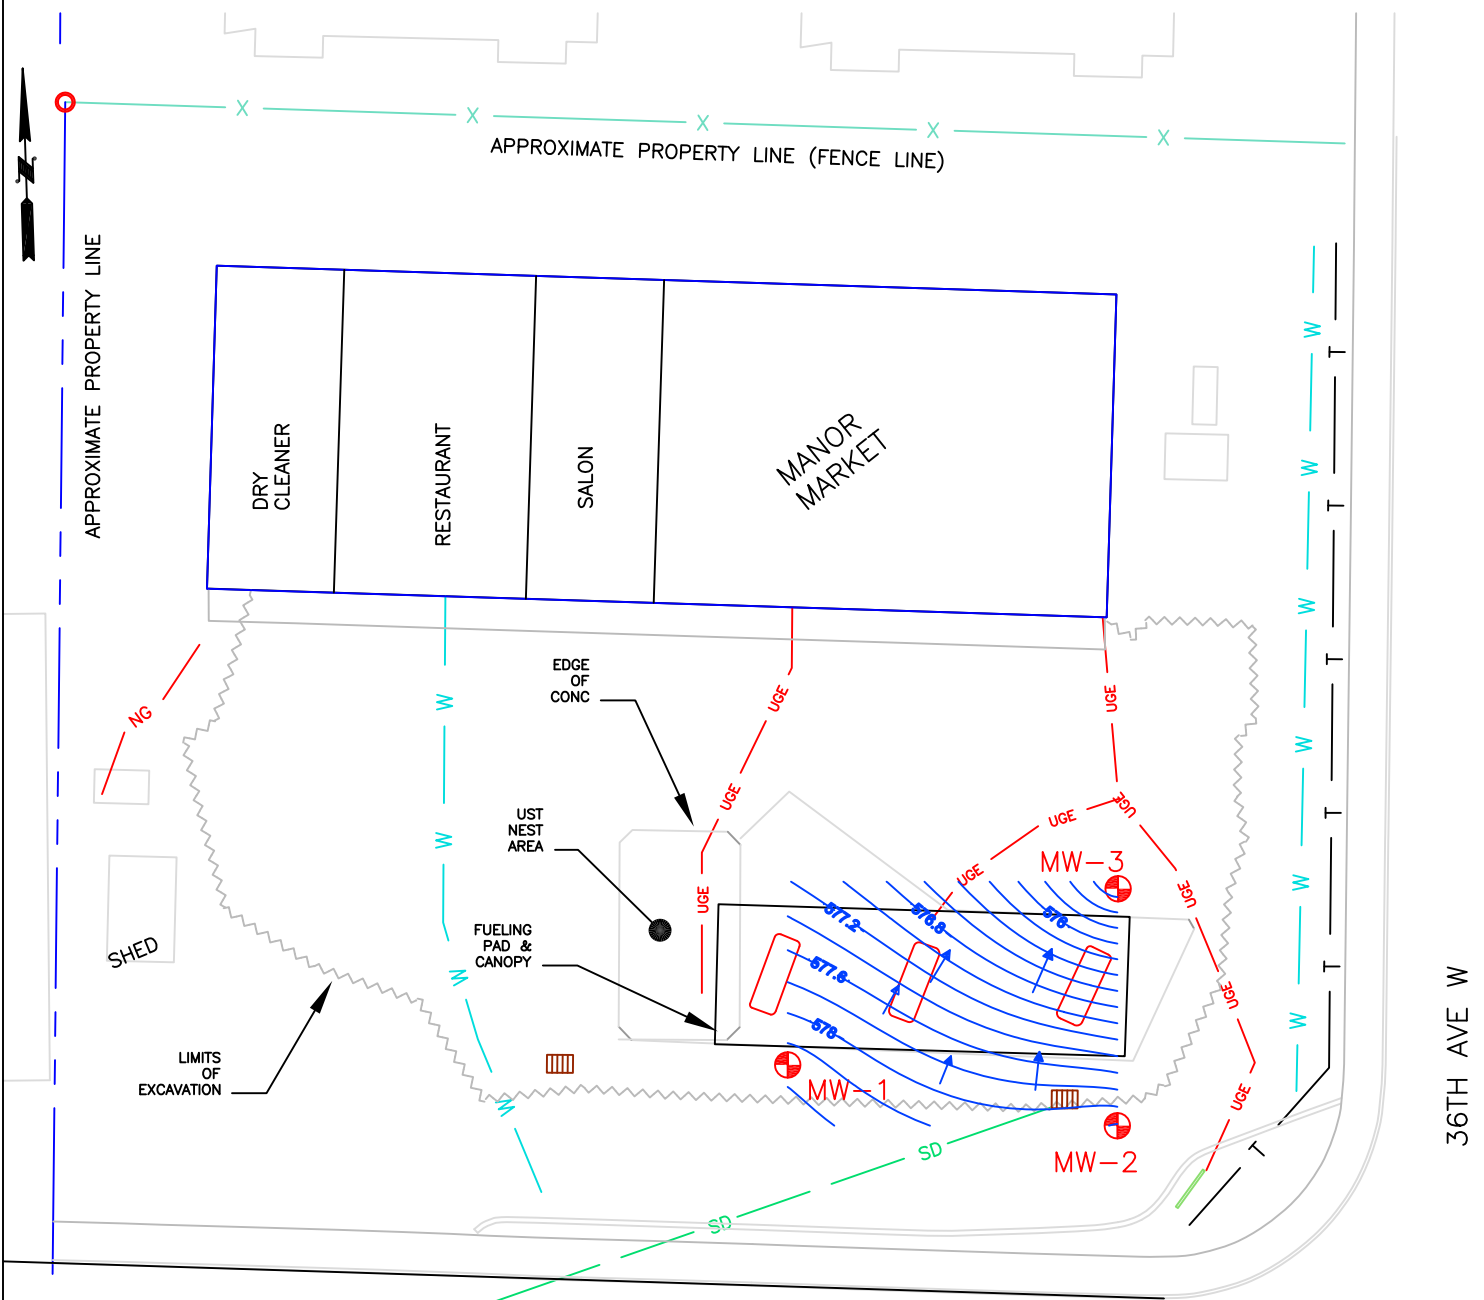 X X X X X
APPROXIMATE PROPERTY LINE (FENCE LINE)
N
APPROXIMATE PROPERTY LINE
DRY
CLEANER
RESTAURANT
SALON
MANOR
MARKET
W
T
W
T
W
T
W
T
W
T
W
T
EDGE
OF
CONC
NG
W
UGE
UGE
UGE
UGE
UGE
W
UST
NEST
AREA
MW-3
UGE
UGE
UGE
577.2
576.8
576
FUELING
PAD &
CANOPY
SHED
W
577.6
UGE
578
LIMITS
OF
EXCAVATION
MW-1
UGE
W
MW-2
SD
T
SD
36TH AVE W